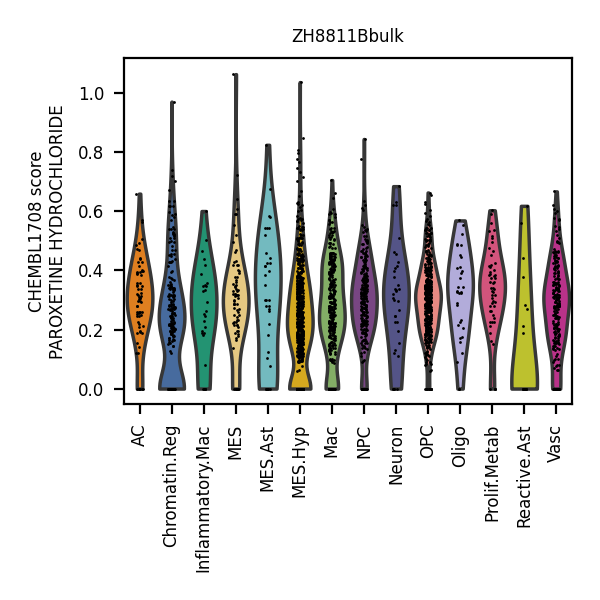 ZH8811Bbulk
CHEMBL1708 score
PAROXETINE HYDROCHLORIDE
1.0
0.8
0.6
0.4
0.2
0.0
AC
Chromatin.Reg
Inflammatory.Mac
MES
MES.Ast
MES.Hyp
Mac
NPC
Neuron
OPC
Oligo
Prolif.Metab
Reactive.Ast
Vasc